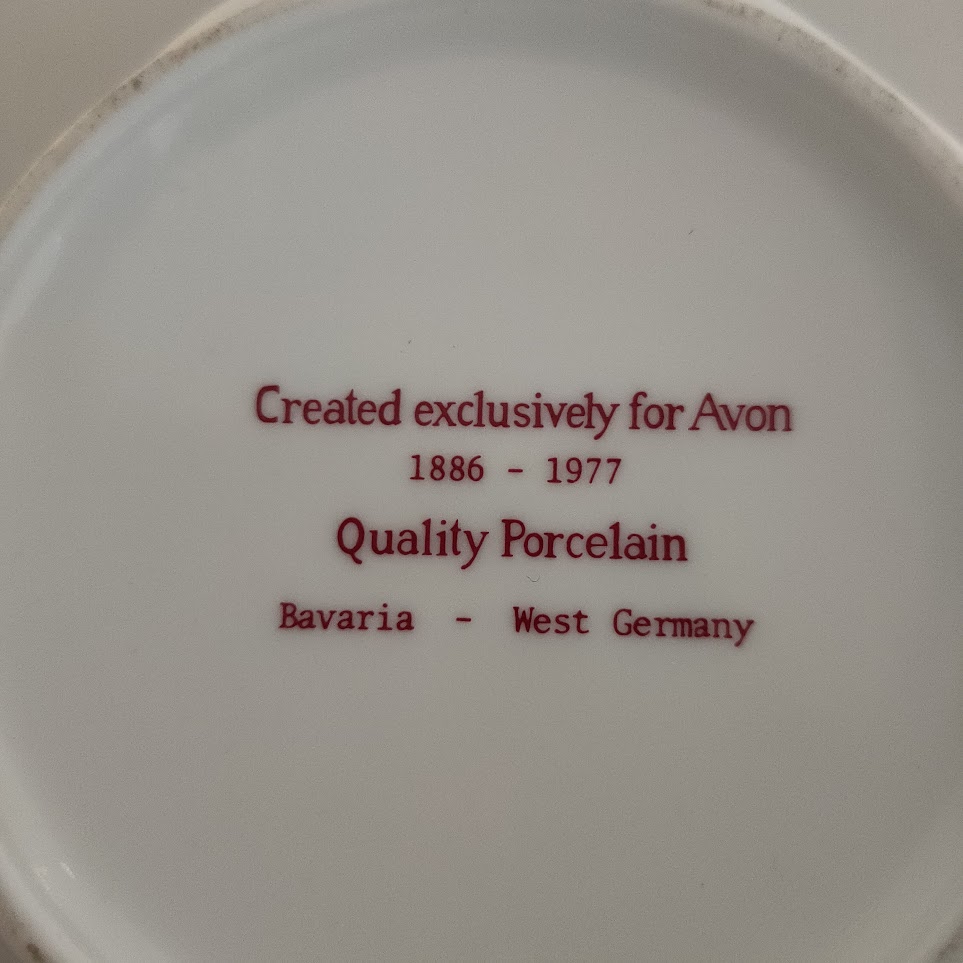 Created exclusively for Avon
1886 - 1977
Quality Porcelain
Bavaria - West Germany